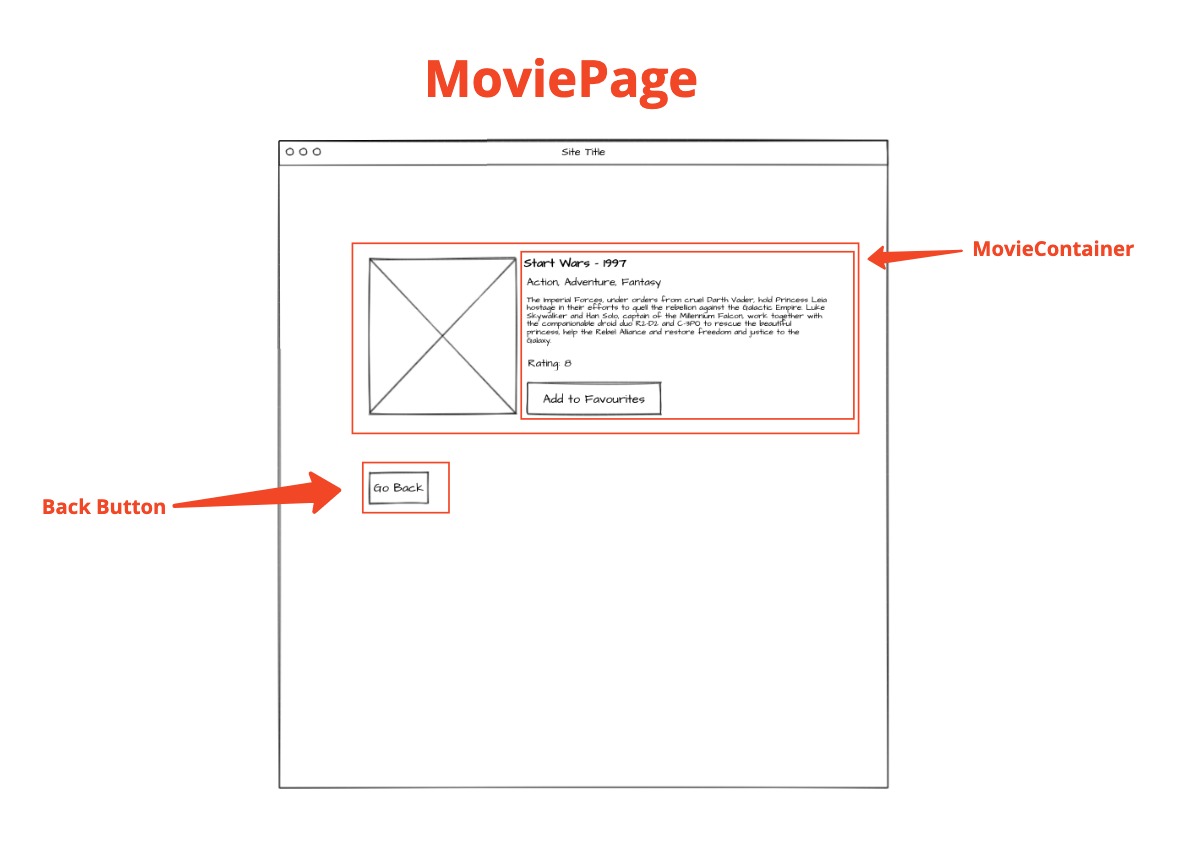 MoviePage
Site Title
MovieContainer
Start Wars - 1997
Action, Adventure, Fantasy
The Imperial Forces, under orders from cruel Darth Vader, hold Princess Leia
hostage in their efforts to quell the rebellion against the Galactic Empire. Luke
Skywalker and Han Solo, captain of the Millennium Falcon, work together with
the companionable droid duo R2-D2 and C-3PO to rescue the beautiful
princess, help the Rebel Alliance and restore freedom and justice to the
Galaxy.
Rating: 8
Add to Favourites
Go Back
Back Button